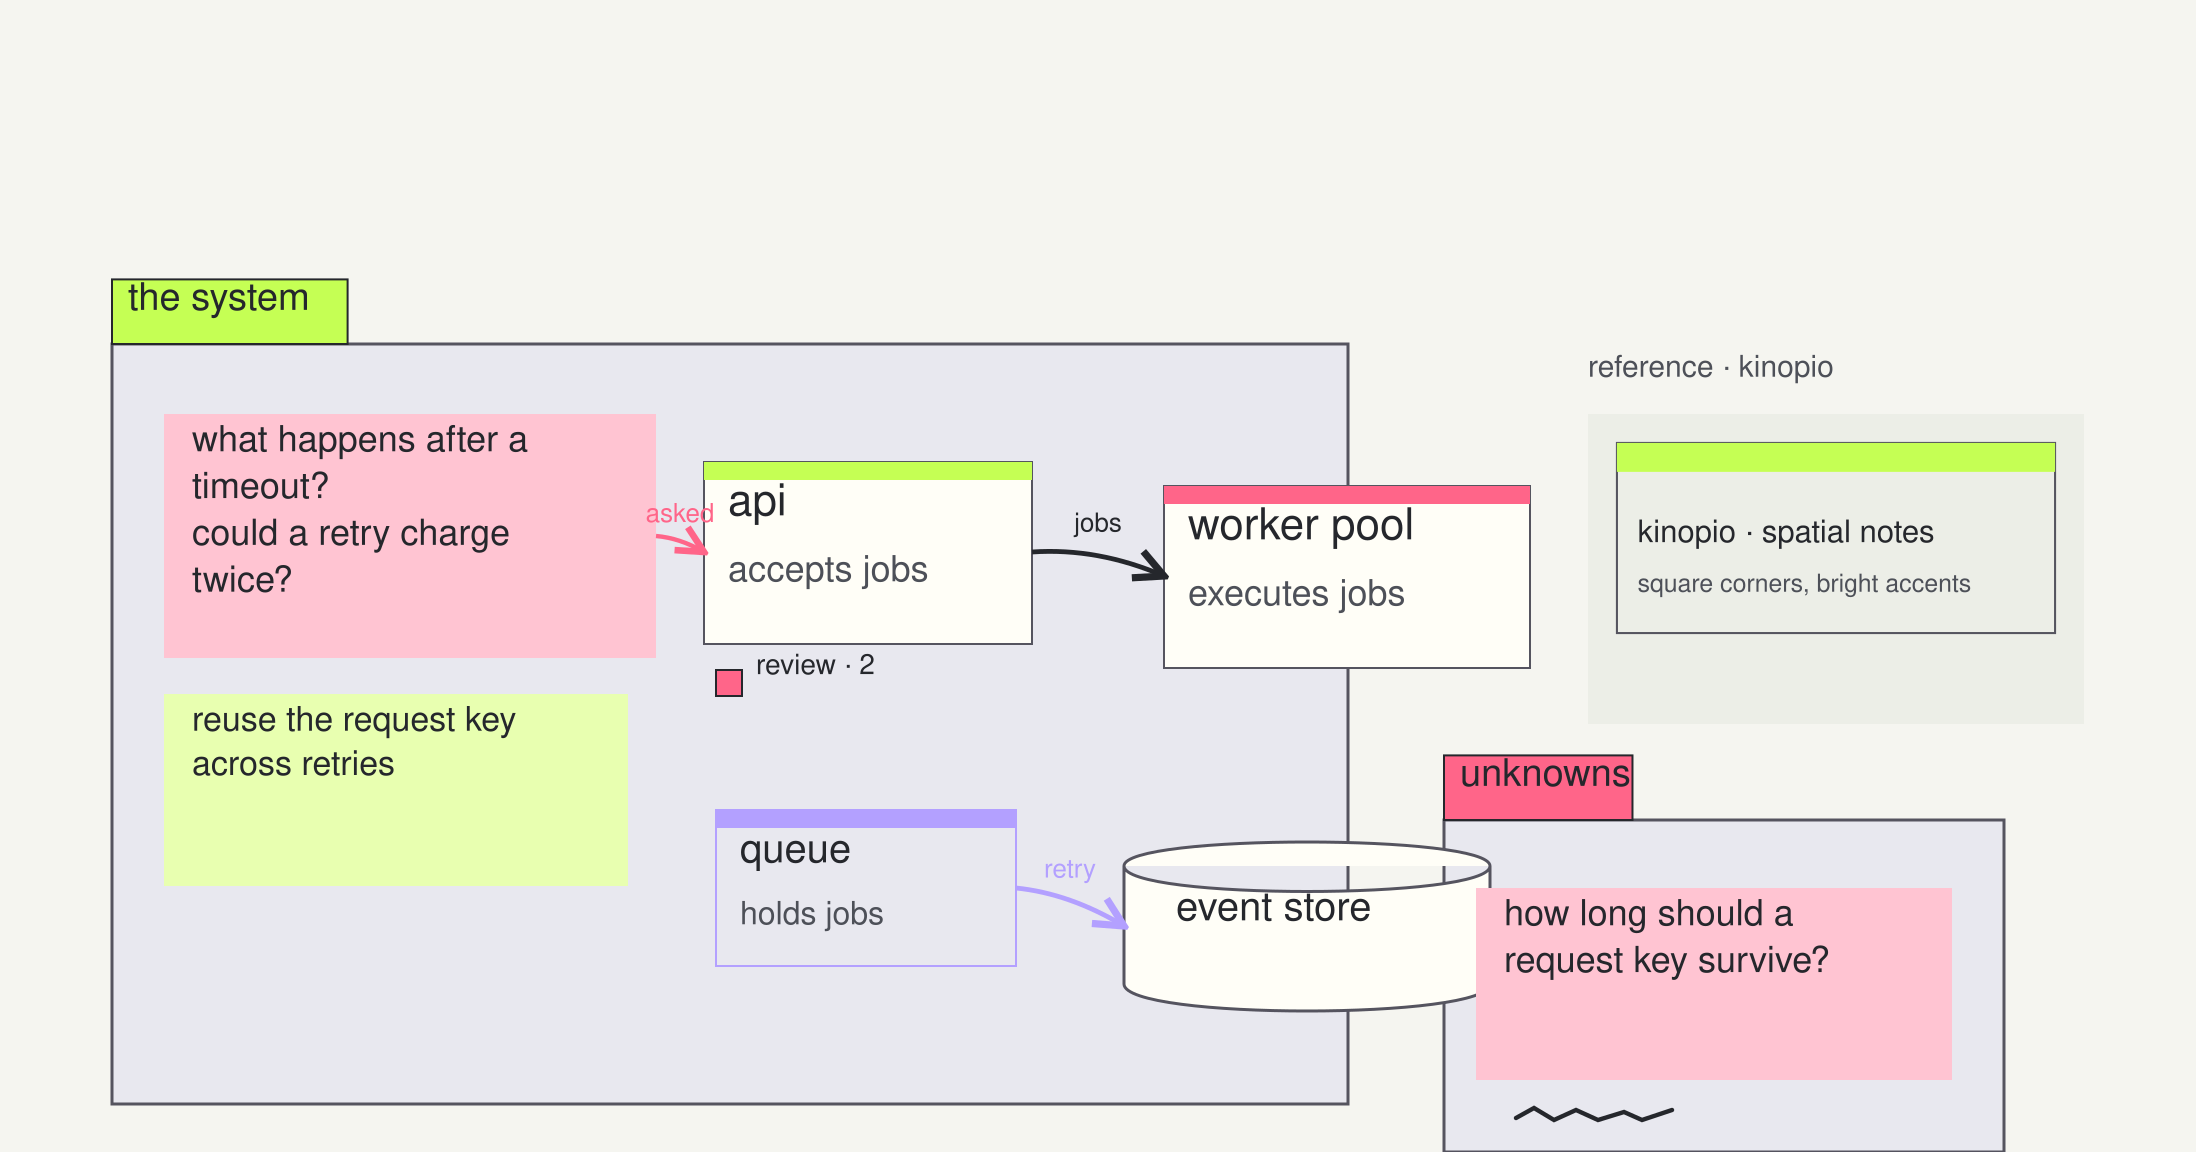 the system
what happens after a
timeout?
could a retry charge
twice?
asked
api
accepts jobs
review · 2
jobs
worker pool
executes jobs
reuse the request key
across retries
queue
holds jobs
retry
event store
reference · kinopio
kinopio · spatial notes
square corners, bright accents
unknowns
how long should a
request key survive?